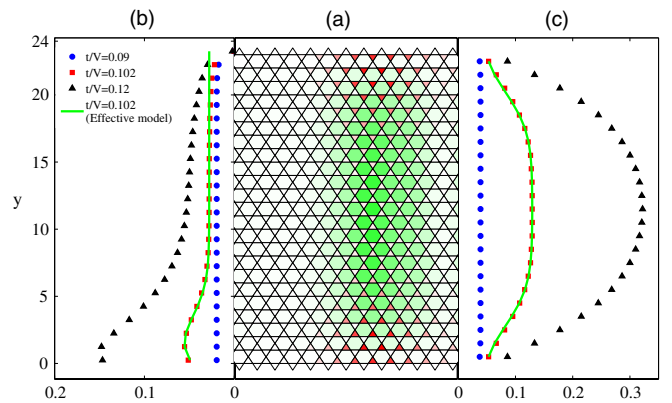 (b) (a) (c)
24
t/V=0.09
t/V=0.102
20
t/V=0.12
t/V=0.102
(Effective model)
15
y
10
5
0
0.2 0.1 0 0 0.1 0.2 0.3